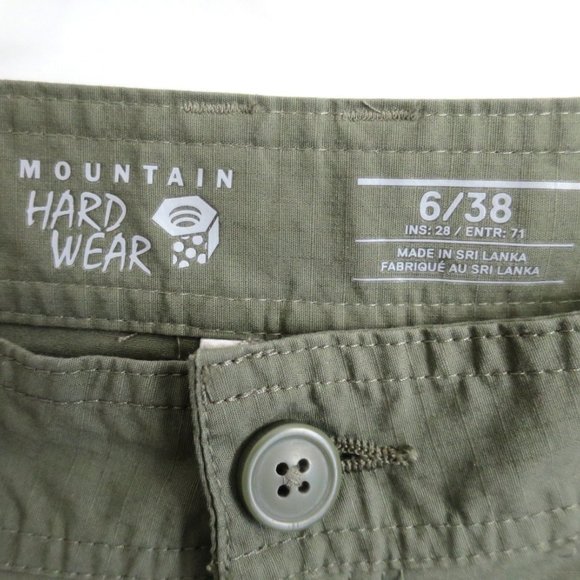 MOUNTAIN
HARD
WEAR
6/38
INS: 28 / ENTR: 71
MADE IN SRI LANKA
FABRIQUÉ AU SRI LANKA